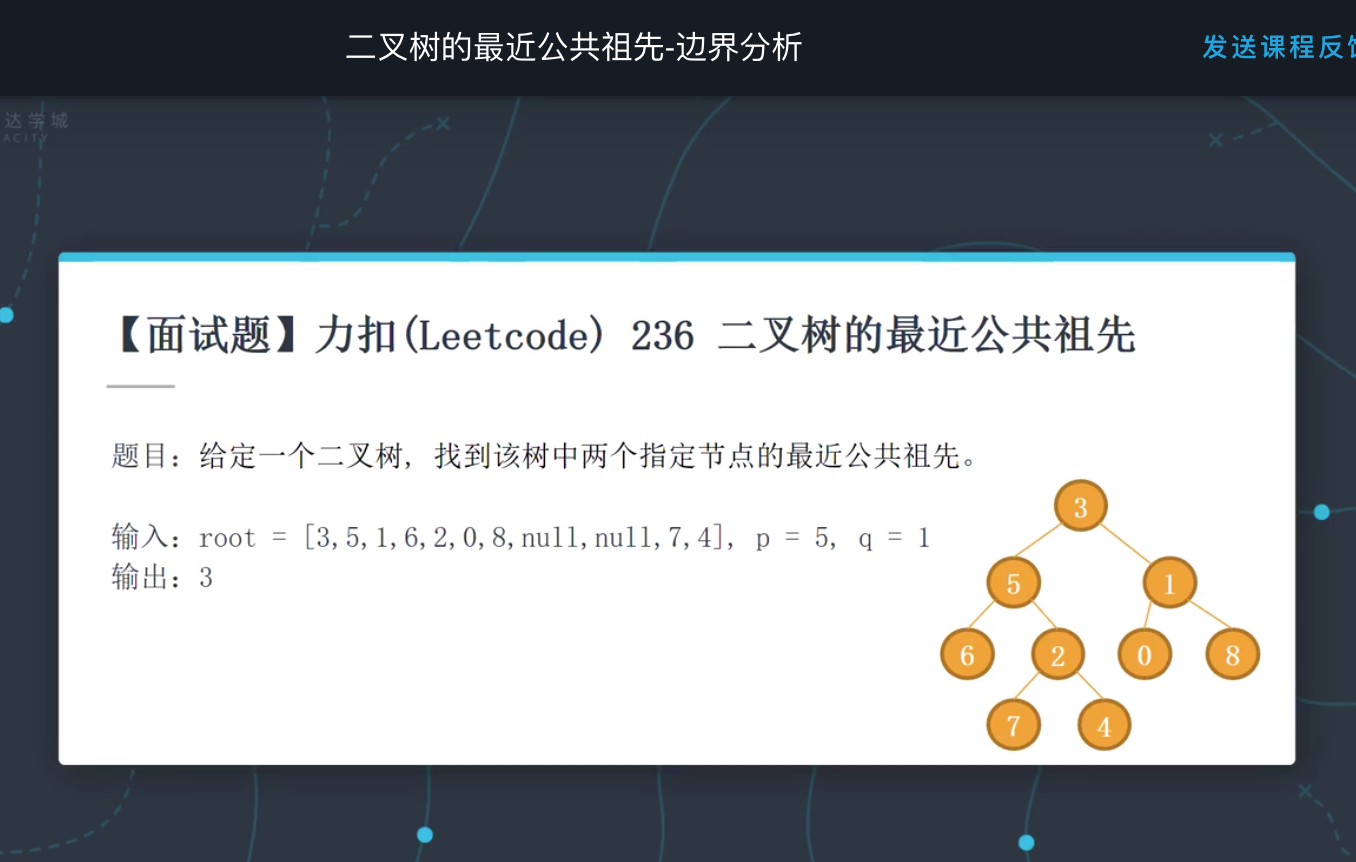 二叉树的最近公共祖先-边界分析
发送课程反
达学城
ACITY
【面试题】力扣(Leetcode) 236 二叉树的最近公共祖先
题目：给定一个二叉树，找到该树中两个指定节点的最近公共祖先。
输入：root = [3,5,1,6,2,0,8,null,null,7,4], p = 5, q = 1
输出：3
3
5 1
6 2 0 8
7 4